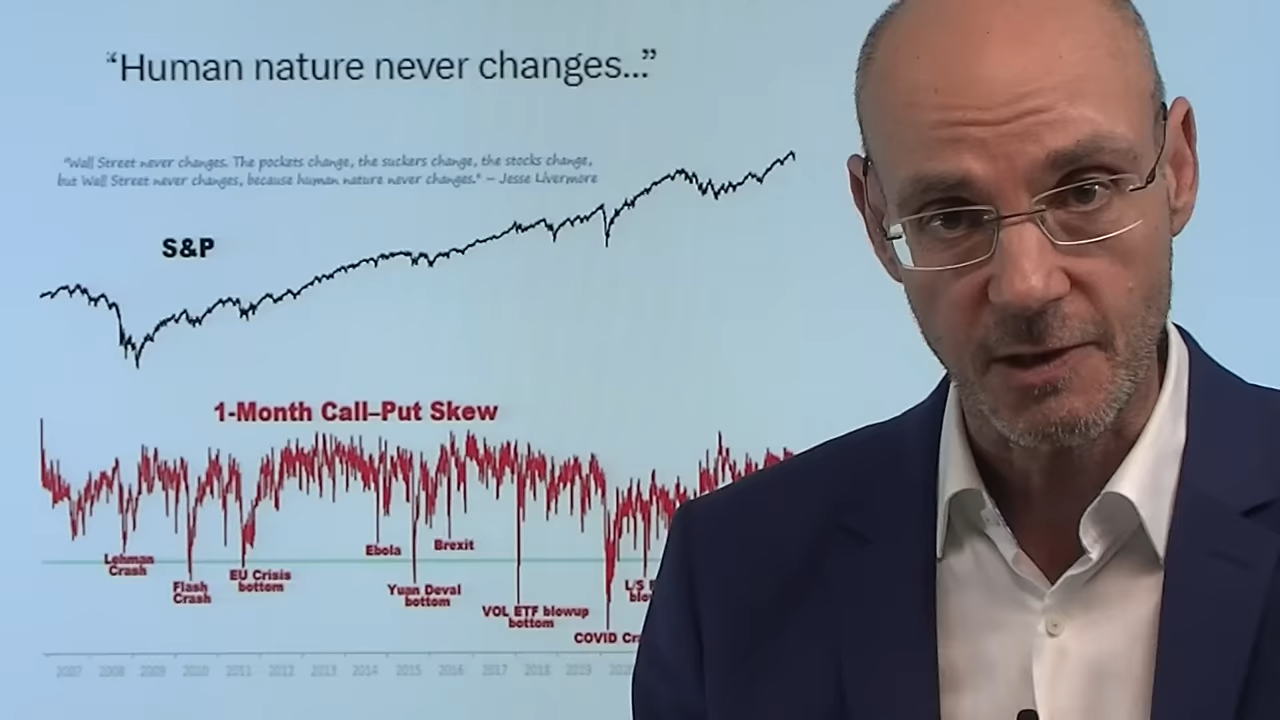 “Human nature never changes...”
"Wall Street never changes. The pockets change, the suckers change, the stocks change,
but Wall Street never changes, because human nature never changes." – Jesse Livermore
S&P
1-Month Call–Put Skew
Lehman
Crash
Flash
Crash
EU Crisis
bottom
Ebola
Yuan Deval
bottom
Brexit
VOL ETF blowup
bottom
COVID
L/S
2007 2008 2009 2010 2011 2012 2013 2014 2015 2016 2017 2018 2019